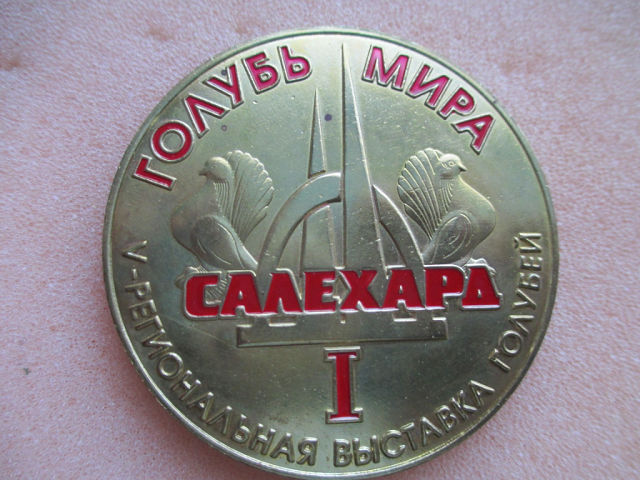 ГОЛУБЬ МИРА
САЛЕХАРД
I
V-РЕГИОНАЛЬНАЯ ВЫСТАВКА ГОЛУБЕЙ